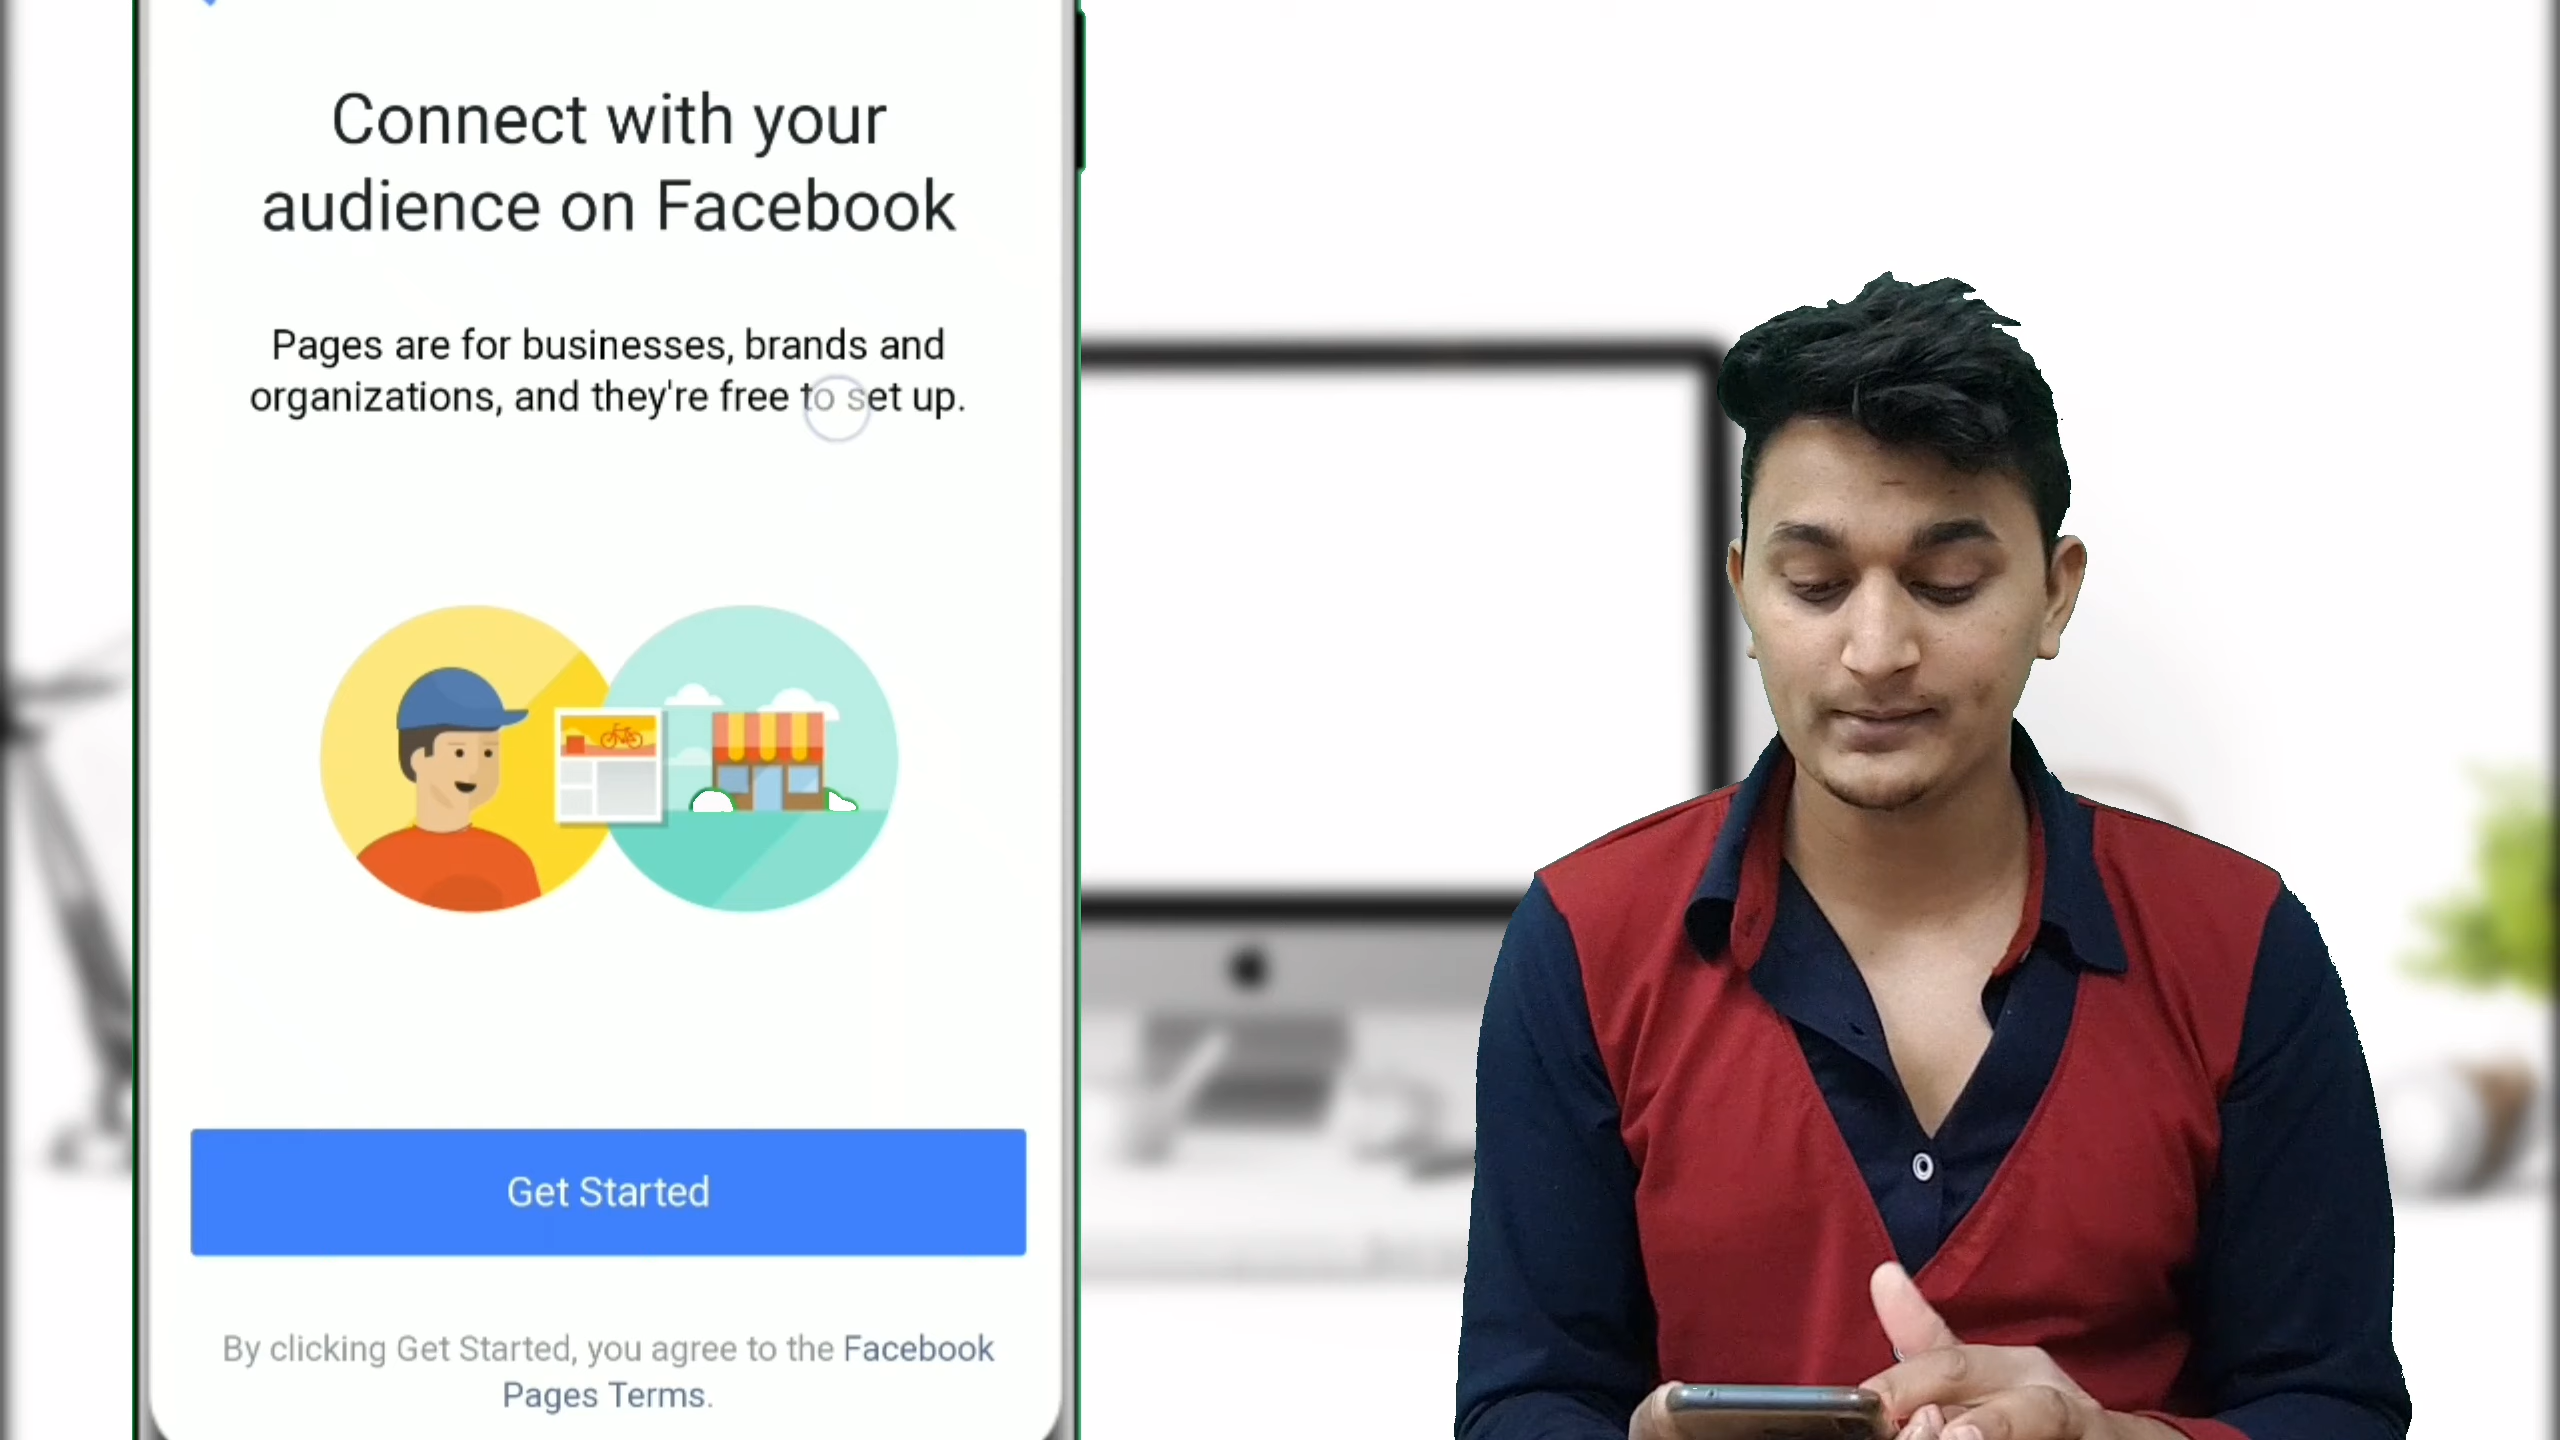 Connect with your
audience on Facebook
Pages are for businesses, brands and
organizations, and they're free to set up.
Get Started
By clicking Get Started, you agree to the Facebook
Pages Terms.